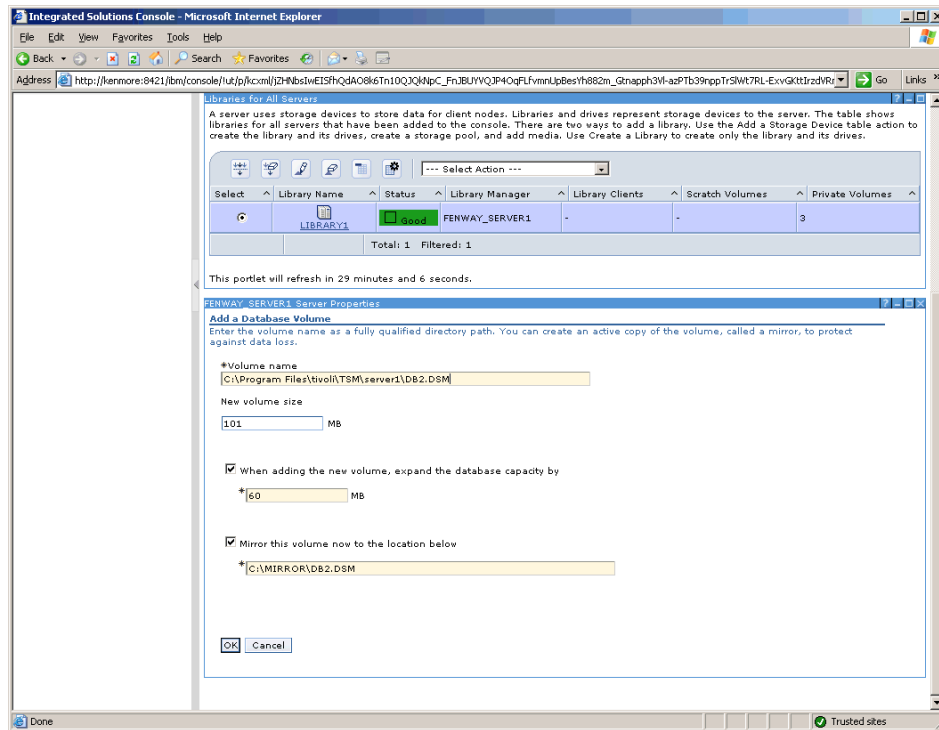 Integrated Solutions Console - Microsoft Internet Explorer
File Edit View Favorites Tools Help
Back Search Favorites
Address Go Links
Libraries for All Servers
A server uses storage devices to store data for client nodes. Libraries and drives represent storage devices to the server. The table shows
libraries for all servers that have been added to the console. There are two ways to add a library. Use the Add a Storage Device table action to
create the library and its drives, create a storage pool, and add media. Use Create a Library to create only the library and its drives.
--- Select Action ---
Select ^ Library Name ^ Status ^ Library Manager ^ Library Clients ^ Scratch Volumes ^ Private Volumes ^
LIBRARY1 Good FENWAY_SERVER1 - - 3
Total: 1 Filtered: 1
This portlet will refresh in 29 minutes and 6 seconds.
FENWAY_SERVER1 Server Properties
Add a Database Volume
Enter the volume name as a fully qualified directory path. You can create an active copy of the volume, called a mirror, to protect
against data loss.
*Volume name
C:\Program Files\tivoli\TSM\server1\DB2.DSM
New volume size
101 MB
When adding the new volume, expand the database capacity by
*60 MB
Mirror this volume now to the location below
*C:\MIRROR\DB2.DSM
OK Cancel
Done Trusted sites